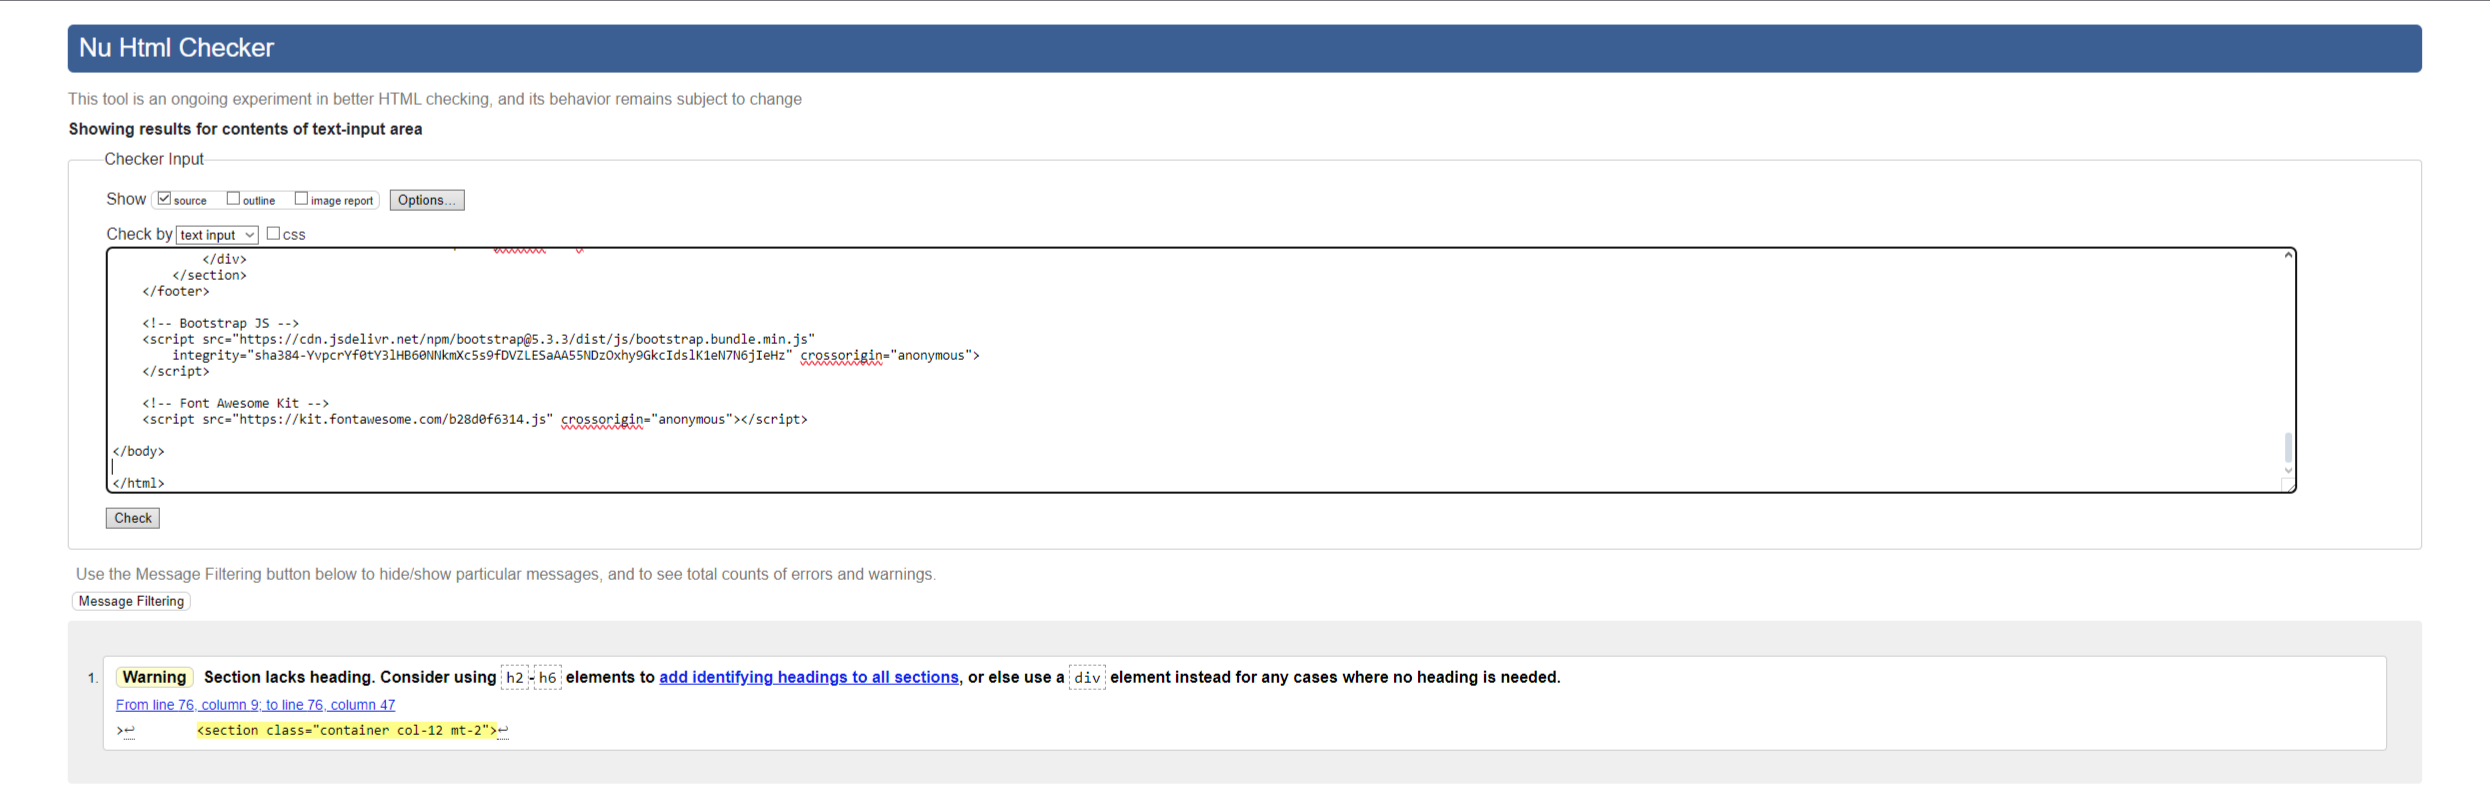 Nu Html Checker
This tool is an ongoing experiment in better HTML checking, and its behavior remains subject to change
Showing results for contents of text-input area
Checker Input
Show source outline image report Options...
Check by text input css
</div>
</section>
</footer>
<!-- Bootstrap JS -->
<script src="https://cdn.jsdelivr.net/npm/bootstrap@5.3.3/dist/js/bootstrap.bundle.min.js"
integrity="sha384-YvpcrYf0tY3lHB60NNkmXc5s9fDVZLESaAA55NDzOxhy9GkcIdslK1eN7N6jIeHz" crossorigin="anonymous">
</script>
<!-- Font Awesome Kit -->
<script src="https://kit.fontawesome.com/b28d0f6314.js" crossorigin="anonymous"></script>
</body>
</html>
Check
Use the Message Filtering button below to hide/show particular messages, and to see total counts of errors and warnings.
Message Filtering
1. Warning Section lacks heading. Consider using h2-h6 elements to add identifying headings to all sections, or else use a div element instead for any cases where no heading is needed.
From line 76, column 9; to line 76, column 47
>↩ <section class="container col-12 mt-2">↩